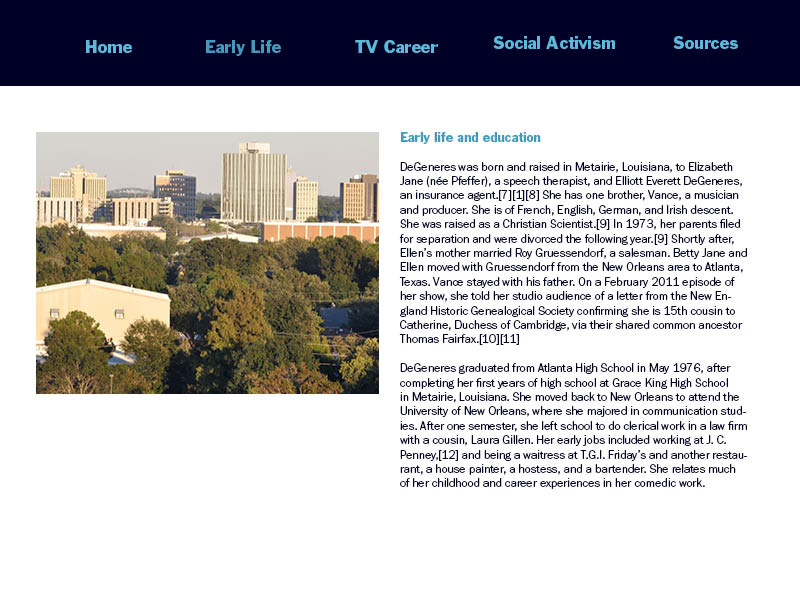 Home Early Life TV Career Social Activism Sources
Early life and education
DeGeneres was born and raised in Metairie, Louisiana, to Elizabeth
Jane (née Pfeffer), a speech therapist, and Elliott Everett DeGeneres,
an insurance agent.[7][1][8] She has one brother, Vance, a musician
and producer. She is of French, English, German, and Irish descent.
She was raised as a Christian Scientist.[9] In 1973, her parents filed
for separation and were divorced the following year.[9] Shortly after,
Ellen's mother married Roy Gruessendorf, a salesman. Betty Jane and
Ellen moved with Gruessendorf from the New Orleans area to Atlanta,
Texas. Vance stayed with his father. On a February 2011 episode of
her show, she told her studio audience of a letter from the New En-
gland Historic Genealogical Society confirming she is 15th cousin to
Catherine, Duchess of Cambridge, via their shared common ancestor
Thomas Fairfax.[10][11]
DeGeneres graduated from Atlanta High School in May 1976, after
completing her first years of high school at Grace King High School
in Metairie, Louisiana. She moved back to New Orleans to attend the
University of New Orleans, where she majored in communication stud-
ies. After one semester, she left school to do clerical work in a law firm
with a cousin, Laura Gillen. Her early jobs included working at J. C.
Penney,[12] and being a waitress at T.G.I. Friday's and another restau-
rant, a house painter, a hostess, and a bartender. She relates much
of her childhood and career experiences in her comedic work.